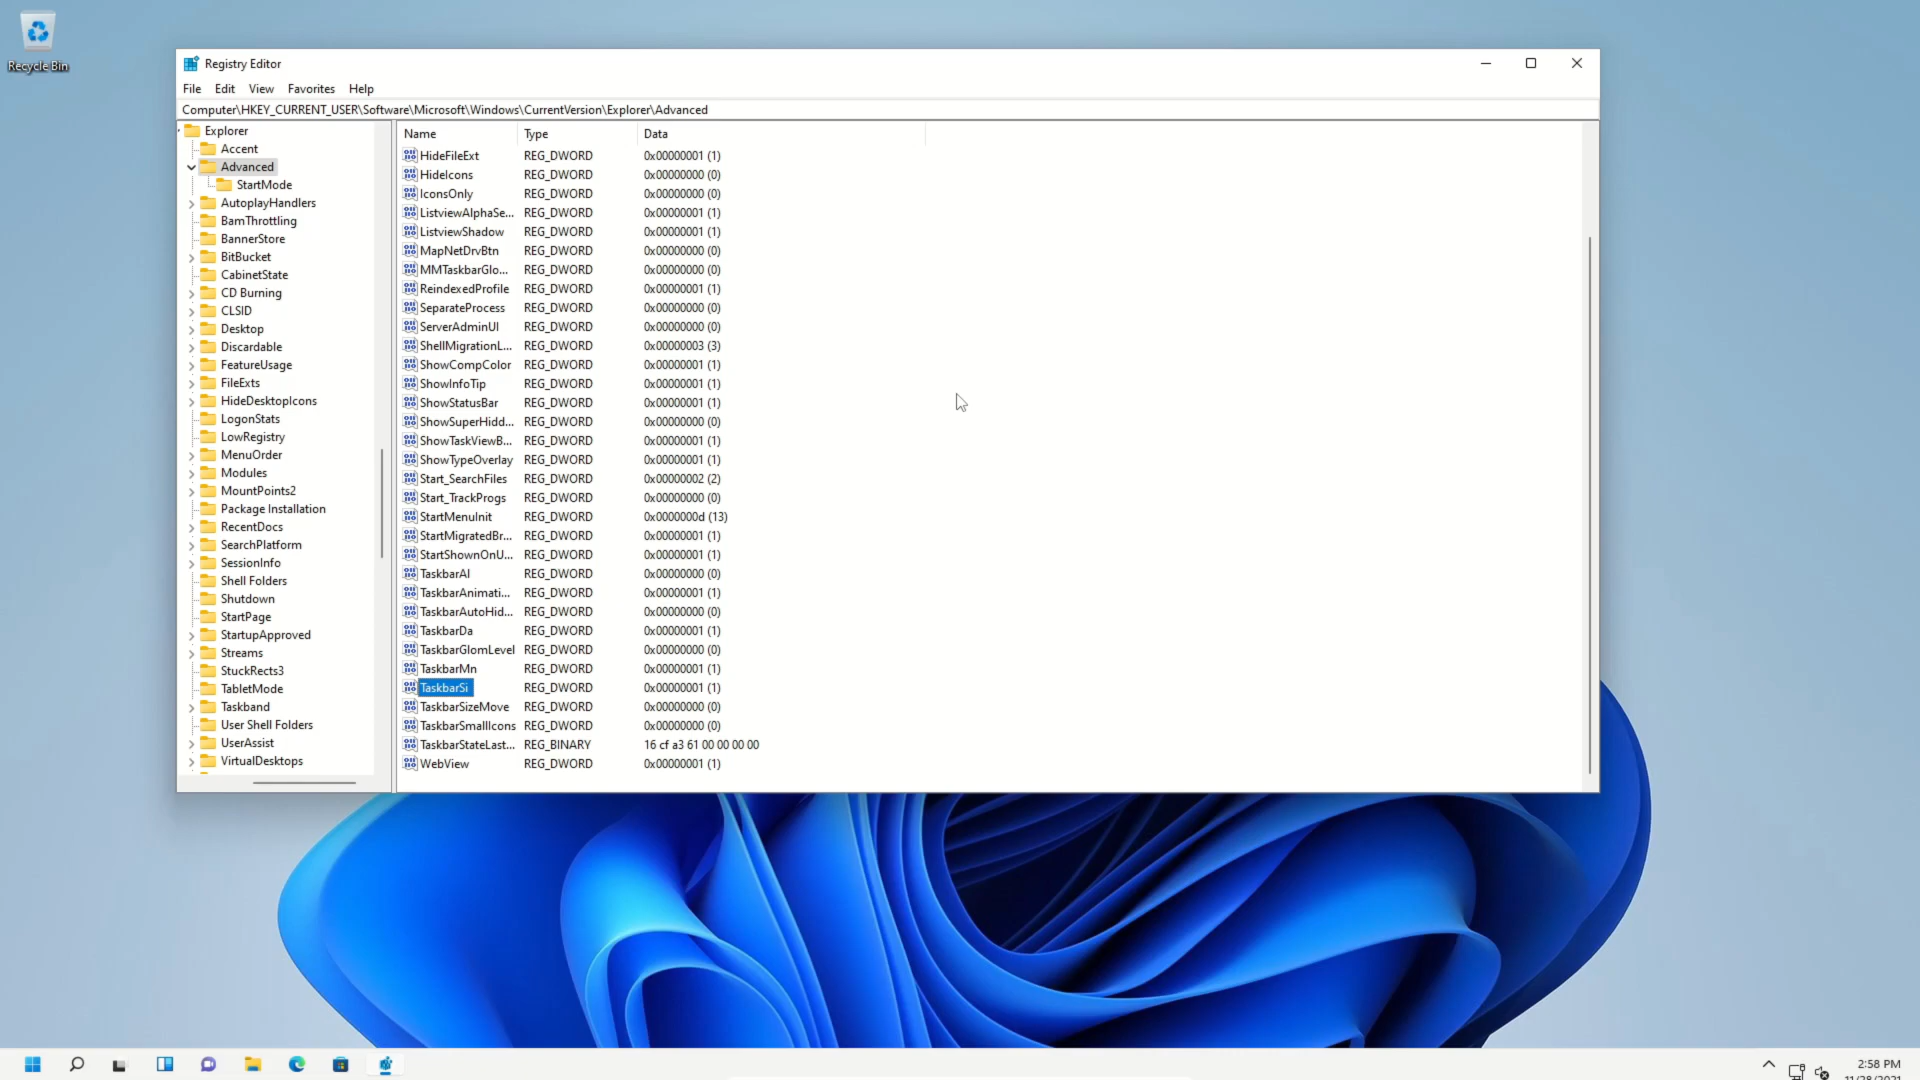 Recycle Bin
Registry Editor
File Edit View Favorites Help
Computer\HKEY_CURRENT_USER\Software\Microsoft\Windows\CurrentVersion\Explorer\Advanced
Explorer
Accent
Advanced
StartMode
AutoplayHandlers
BamThrottling
BannerStore
BitBucket
CabinetState
CD Burning
CLSID
Desktop
Discardable
FeatureUsage
FileExts
HideDesktopIcons
LogonStats
LowRegistry
MenuOrder
Modules
MountPoints2
Package Installation
RecentDocs
SearchPlatform
SessionInfo
Shell Folders
Shutdown
StartPage
StartupApproved
Streams
StuckRects3
TabletMode
Taskband
User Shell Folders
UserAssist
VirtualDesktops
Name Type Data
HideFileExt REG_DWORD 0x00000001 (1)
HideIcons REG_DWORD 0x00000000 (0)
IconsOnly REG_DWORD 0x00000000 (0)
ListviewAlphaSe... REG_DWORD 0x00000001 (1)
ListviewShadow REG_DWORD 0x00000001 (1)
MapNetDrvBtn REG_DWORD 0x00000000 (0)
MMTaskbarGlo... REG_DWORD 0x00000000 (0)
ReindexedProfile REG_DWORD 0x00000001 (1)
SeparateProcess REG_DWORD 0x00000000 (0)
ServerAdminUI REG_DWORD 0x00000000 (0)
ShellMigrationL... REG_DWORD 0x00000003 (3)
ShowCompColor REG_DWORD 0x00000001 (1)
ShowInfoTip REG_DWORD 0x00000001 (1)
ShowStatusBar REG_DWORD 0x00000001 (1)
ShowSuperHidd... REG_DWORD 0x00000000 (0)
ShowTaskViewB... REG_DWORD 0x00000001 (1)
ShowTypeOverlay REG_DWORD 0x00000001 (1)
Start_SearchFiles REG_DWORD 0x00000002 (2)
Start_TrackProgs REG_DWORD 0x00000000 (0)
StartMenuInit REG_DWORD 0x0000000d (13)
StartMigratedBr... REG_DWORD 0x00000001 (1)
StartShownOnU... REG_DWORD 0x00000001 (1)
TaskbarAl REG_DWORD 0x00000000 (0)
TaskbarAnimati... REG_DWORD 0x00000001 (1)
TaskbarAutoHid... REG_DWORD 0x00000000 (0)
TaskbarDa REG_DWORD 0x00000001 (1)
TaskbarGlomLevel REG_DWORD 0x00000000 (0)
TaskbarMn REG_DWORD 0x00000001 (1)
TaskbarSi REG_DWORD 0x00000001 (1)
TaskbarSizeMove REG_DWORD 0x00000000 (0)
TaskbarSmallIcons REG_DWORD 0x00000000 (0)
TaskbarStateLast... REG_BINARY 16 cf a3 61 00 00 00 00
WebView REG_DWORD 0x00000001 (1)
2:58 PM
11/28/2021